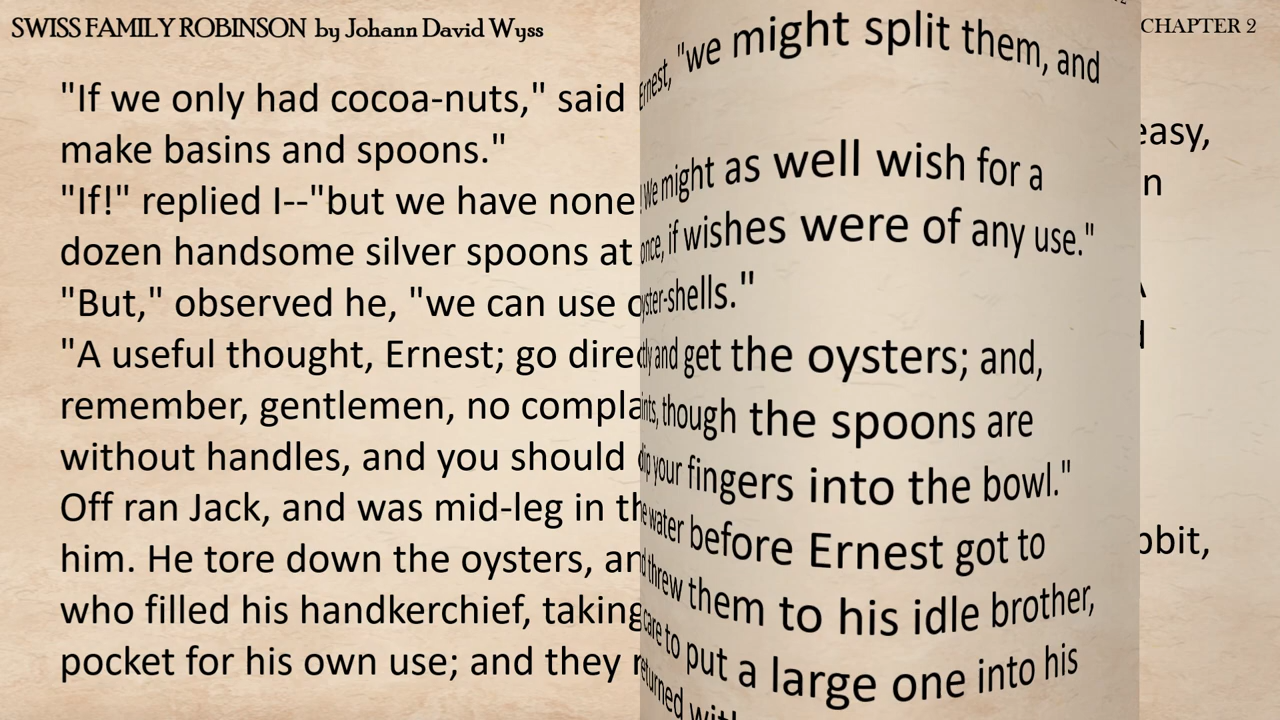 SWISS FAMILY ROBINSON by Johann David Wyss
CHAPTER 2
"If we only had cocoa-nuts," said Ernest, "we might split them, and
make basins and spoons."
"If!" replied I--"but we have none! We might as well wish for a
dozen handsome silver spoons at once, if wishes were of any use."
"But," observed he, "we can use oyster-shells."
"A useful thought, Ernest; go directly and get the oysters; and,
remember, gentlemen, no complaints, though the spoons are
without handles, and you should dip your fingers into the bowl."
Off ran Jack, and was mid-leg in the water before Ernest got to
him. He tore down the oysters, and threw them to his idle brother,
who filled his handkerchief, taking care to put a large one into his
pocket for his own use; and they returned with
easy,